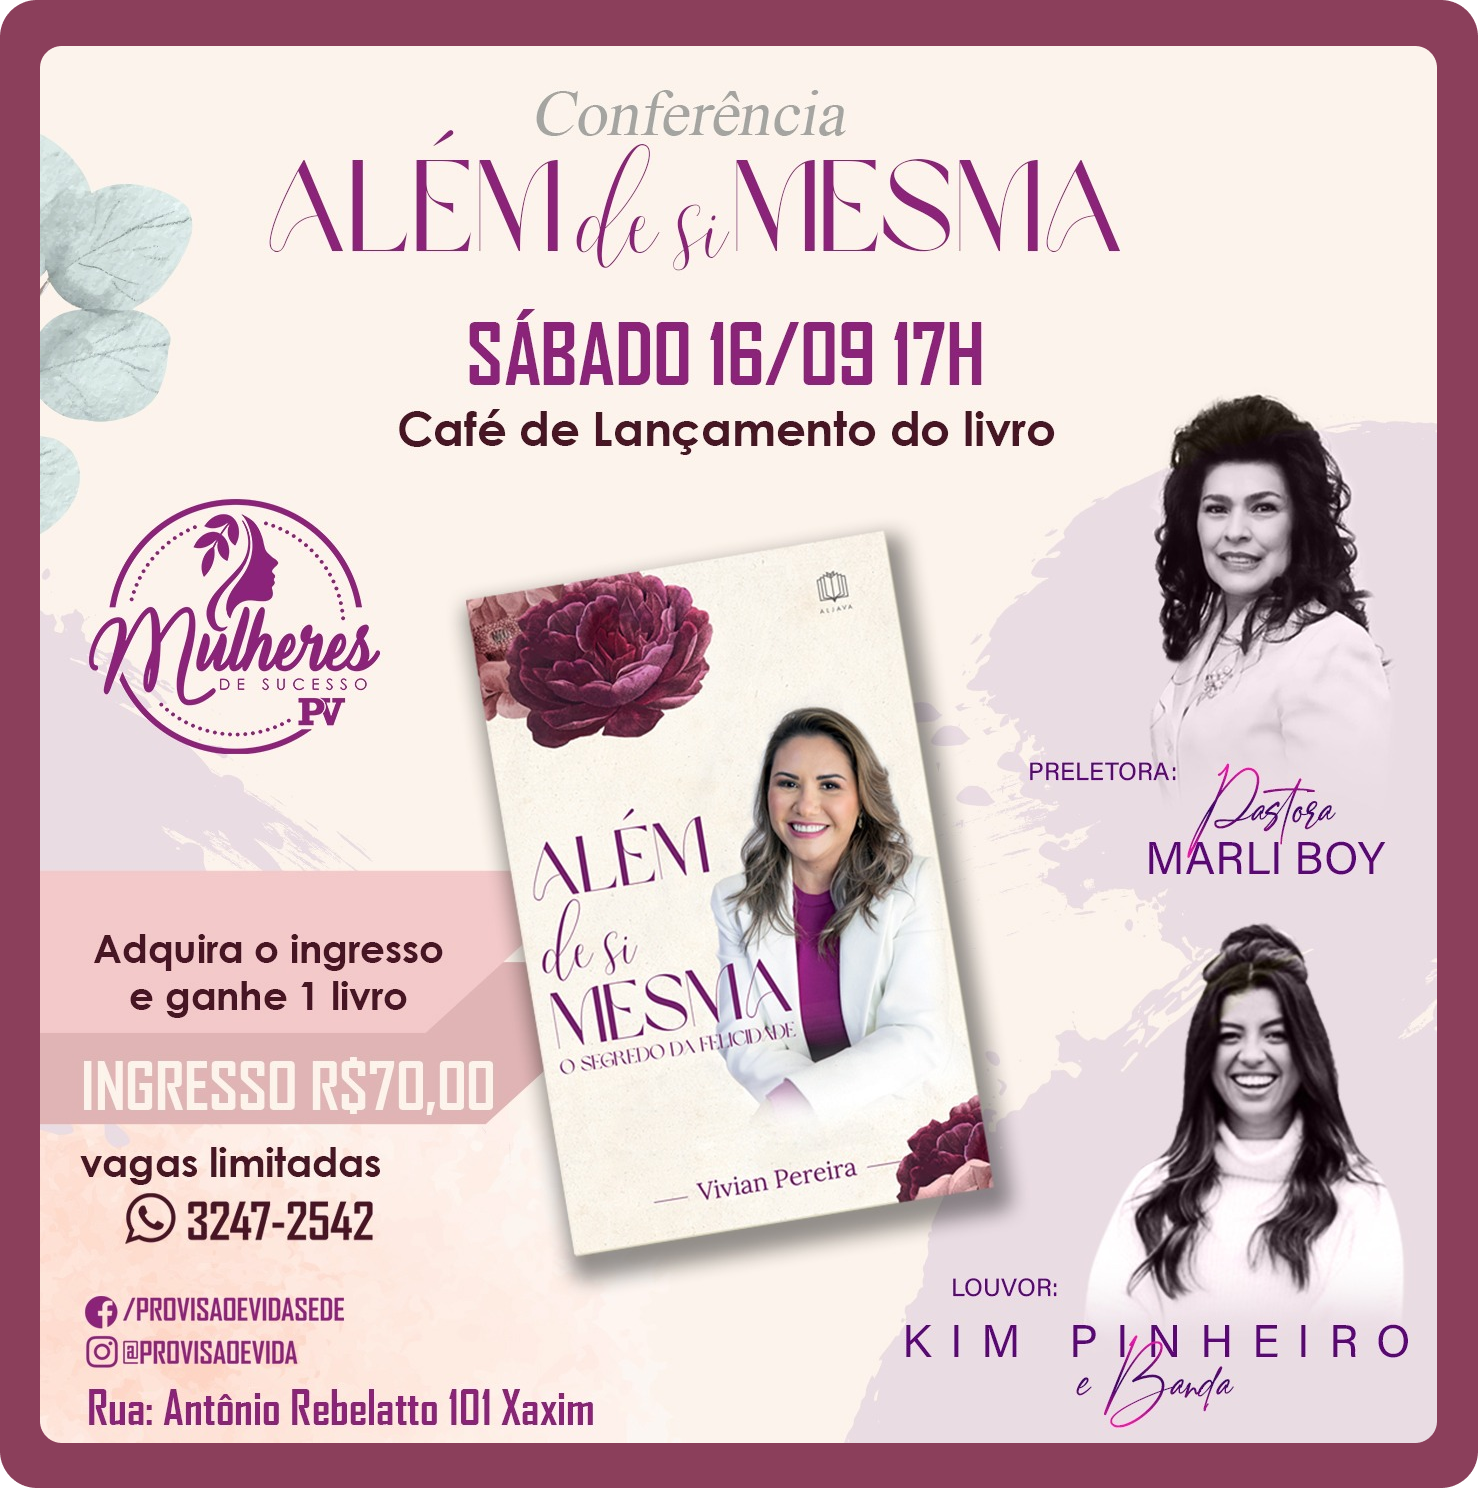 Conferência
ALÉM de si MESMA
SÁBADO 16/09 17H
Café de Lançamento do livro
Mulheres
DE SUCESSO
PV
ALJAVA
ALÉM
de si
MESMA
O SEGREDO DA FELICIDADE
Vivian Pereira
PRELETORA:
Pastora
MARLI BOY
Adquira o ingresso
e ganhe 1 livro
INGRESSO R$70,00
vagas limitadas
3247-2542
/PROVISAOEVIDASEDE
@PROVISAOEVIDA
Rua: Antônio Rebelatto 101 Xaxim
LOUVOR:
KIM PINHEIRO
e Banda